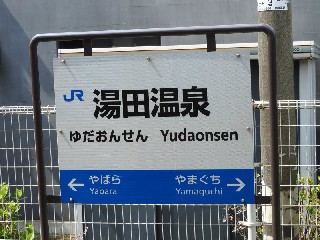 JR 湯田温泉
ゆだおんせん Yudaonsen
← やばら やまぐち →
Yabara Yamaguchi